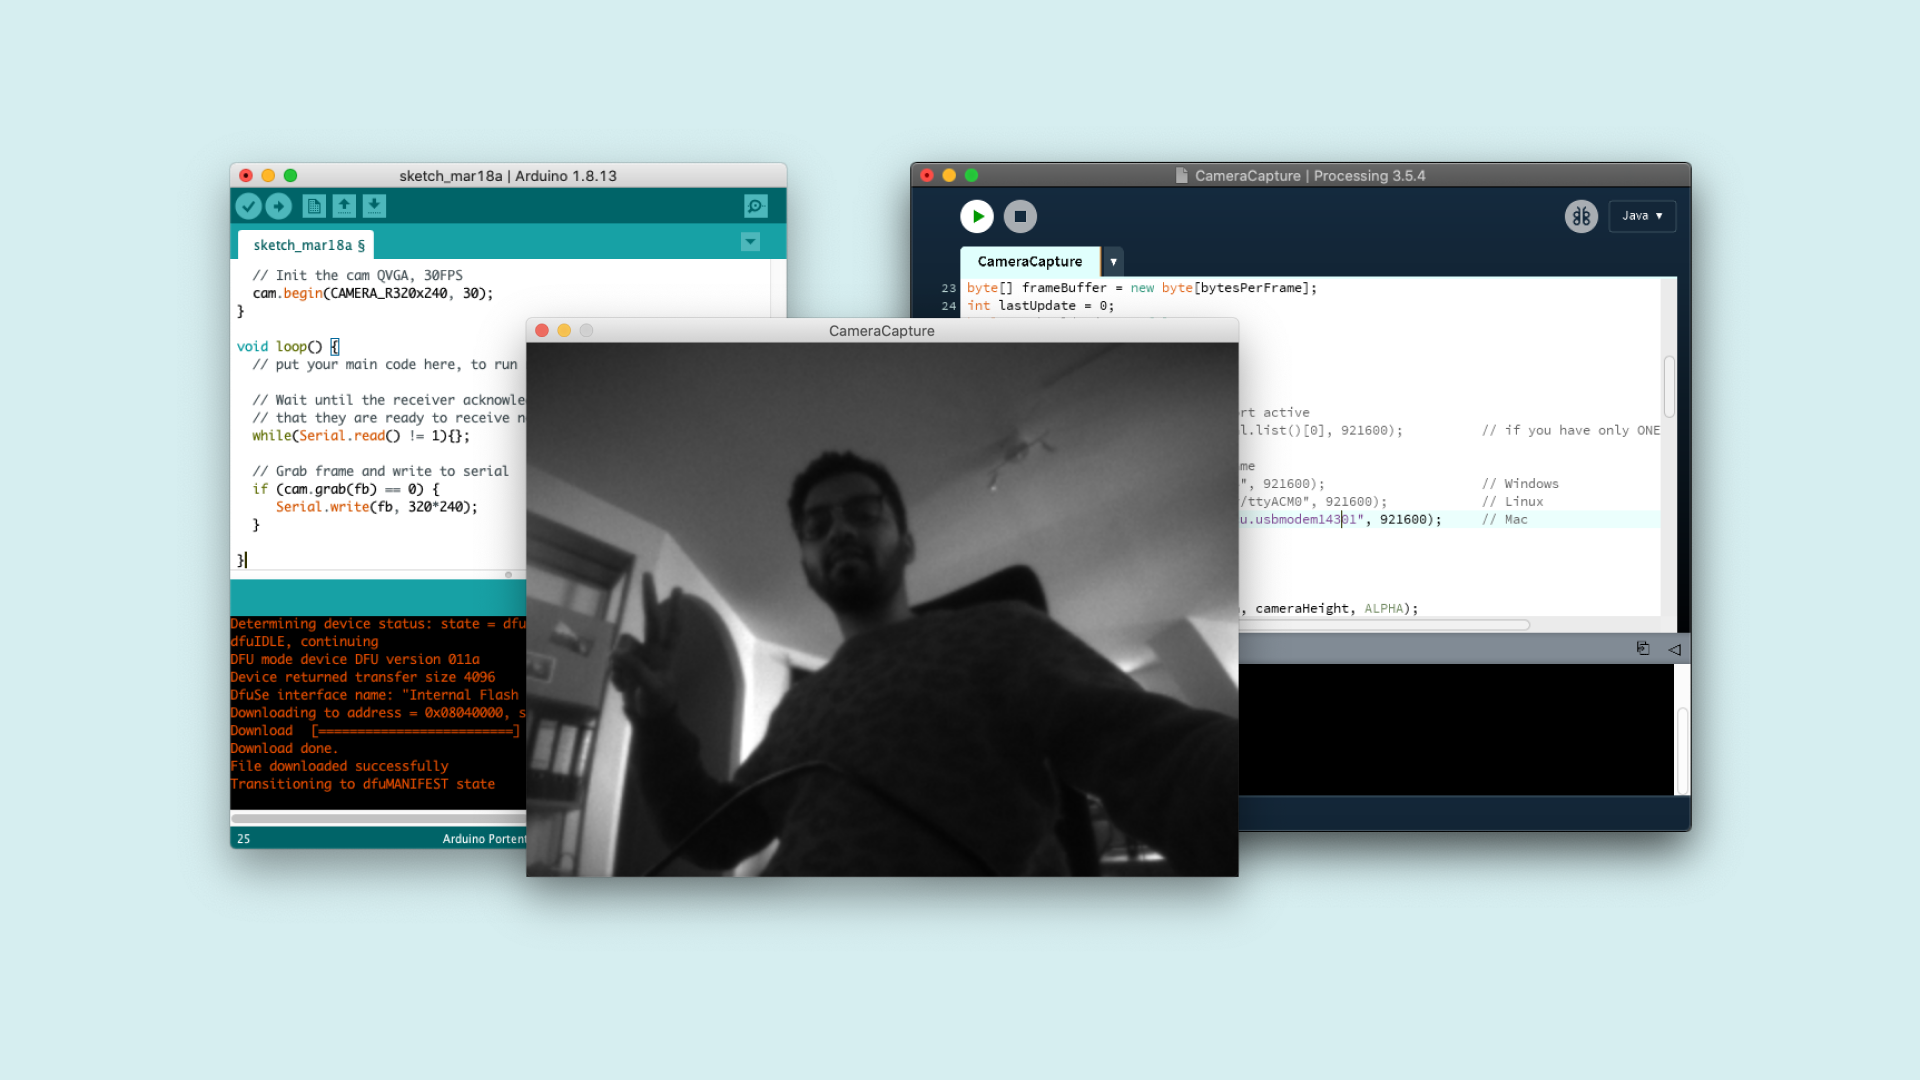 sketch_mar18a | Arduino 1.8.13
sketch_mar18a §
// Init the cam QVGA, 30FPS
cam.begin(CAMERA_R320x240, 30);
}
void loop() {
// put your main code here, to run
// Wait until the receiver
// that they are ready to receive
while(Serial.read() != 1){};
// Grab frame and write to serial
if (cam.grab(fb) == 0) {
Serial.write(fb, 320*240);
}
}
Determining device status: state = dfu
dfuIDLE, continuing
DFU mode device DFU version 011a
Device returned transfer size 4096
DfuSe interface name: "Internal Flash
Downloading to address = 0x08040000, s
Download [=========================]
Download done.
File downloaded successfully
Transitioning to dfuMANIFEST state
25
Arduino Portent
CameraCapture
CameraCapture | Processing 3.5.4
Java
CameraCapture
23 byte[] frameBuffer = new byte[bytesPerFrame];
24 int lastUpdate = 0;
rt active
l.list()[0], 921600); // if you have only ONE
me
", 921600); // Windows
/ttyACM0", 921600); // Linux
u.usbmodem14301", 921600); // Mac
, cameraHeight, ALPHA);